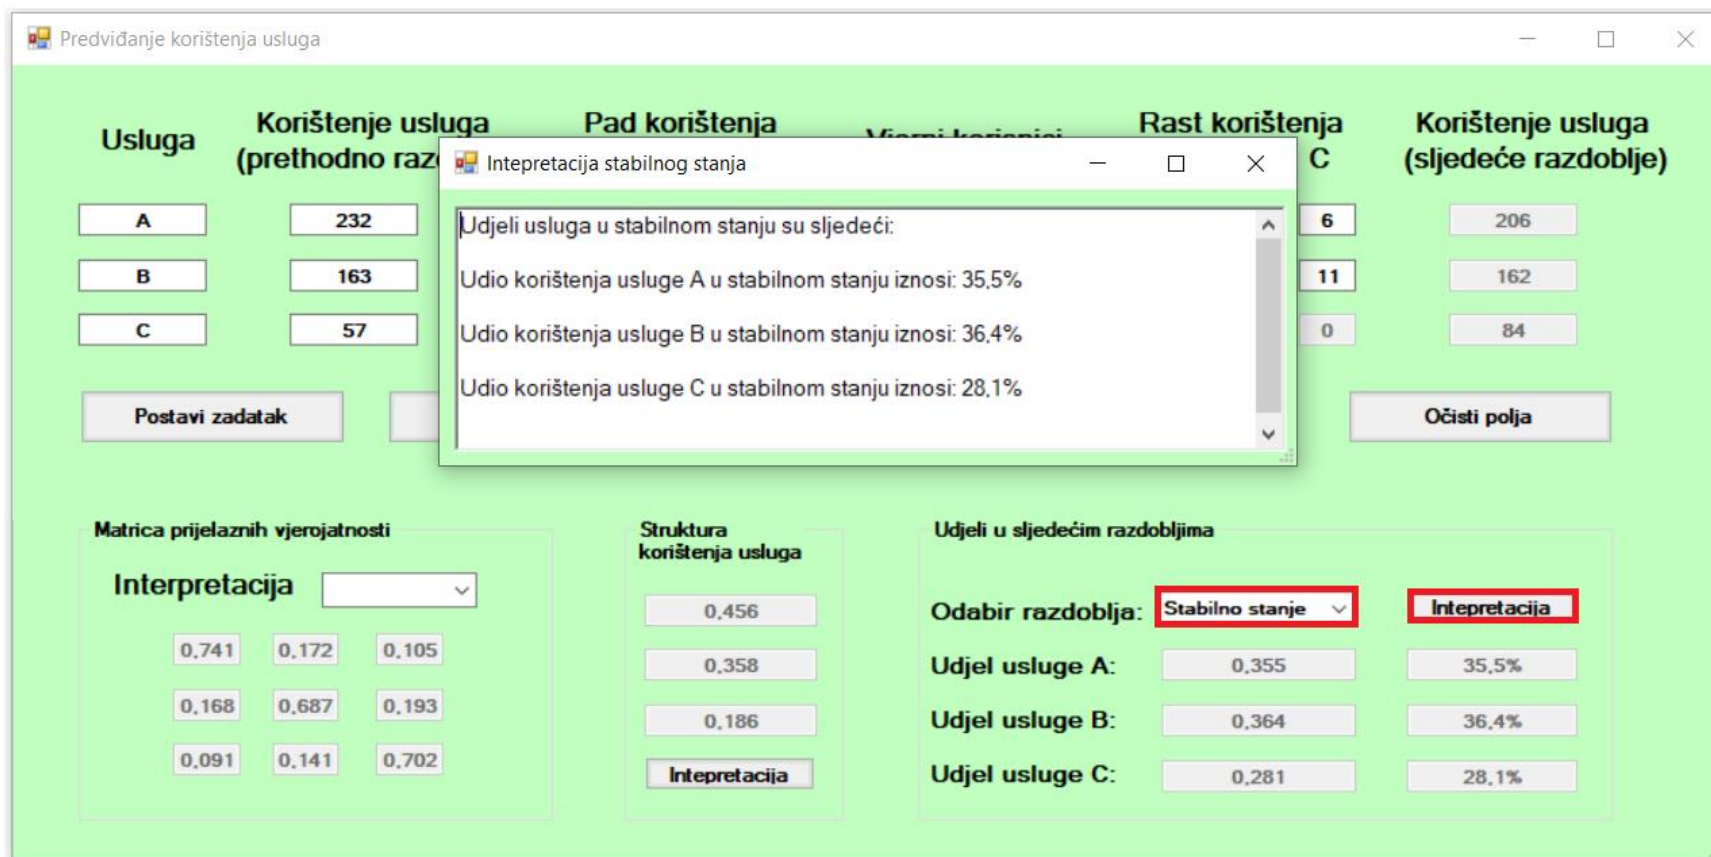 Predviđanje korištenja usluga
Usluga
Korištenje usluga
(prethodno
Pad korištenja
Vjerni korisnici
Rast korištenja
C
Korištenje usluga
(sljedeće razdoblje)
Intepretacija stabilnog stanja
Udjeli usluga u stabilnom stanju su sljedeći:
Udio korištenja usluge A u stabilnom stanju iznosi: 35,5%
Udio korištenja usluge B u stabilnom stanju iznosi: 36,4%
Udio korištenja usluge C u stabilnom stanju iznosi: 28,1%
A 232 6 206
B 163 11 162
C 57 0 84
Postavi zadatak
Očisti polja
Matrica prijelaznih vjerojatnosti
Interpretacija
0,741 0,172 0,105
0,168 0,687 0,193
0,091 0,141 0,702
Struktura
korištenja usluga
0,456
0,358
0,186
Intepretacija
Udjeli u sljedećim razdobljima
Odabir razdoblja: Stabilno stanje Intepretacija
Udjel usluge A: 0,355 35,5%
Udjel usluge B: 0,364 36,4%
Udjel usluge C: 0,281 28,1%